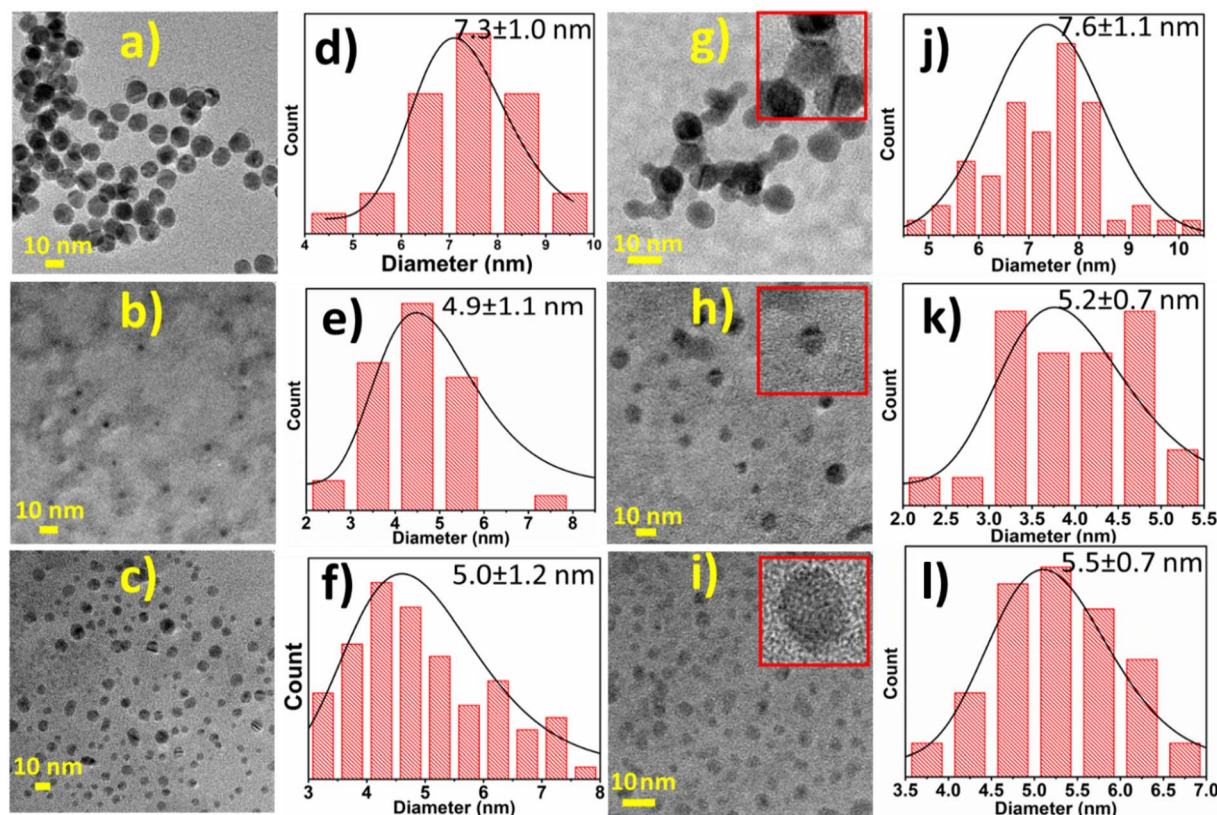 a)
10 nm
d)
7.3±1.0 nm
Count
4 5 6 7 8 9 10
Diameter (nm)
g)
10 nm
j)
7.6±1.1 nm
Count
5 6 7 8 9 10
Diameter (nm)
b)
10 nm
e)
4.9±1.1 nm
Count
2 3 4 5 6 7 8
Diameter (nm)
h)
10 nm
k)
5.2±0.7 nm
Count
2.0 2.5 3.0 3.5 4.0 4.5 5.0 5.5
Diameter (nm)
c)
10 nm
f)
5.0±1.2 nm
Count
3 4 5 6 7 8
Diameter (nm)
i)
10 nm
l)
5.5±0.7 nm
Count
3.5 4.0 4.5 5.0 5.5 6.0 6.5 7.0
Diameter (nm)